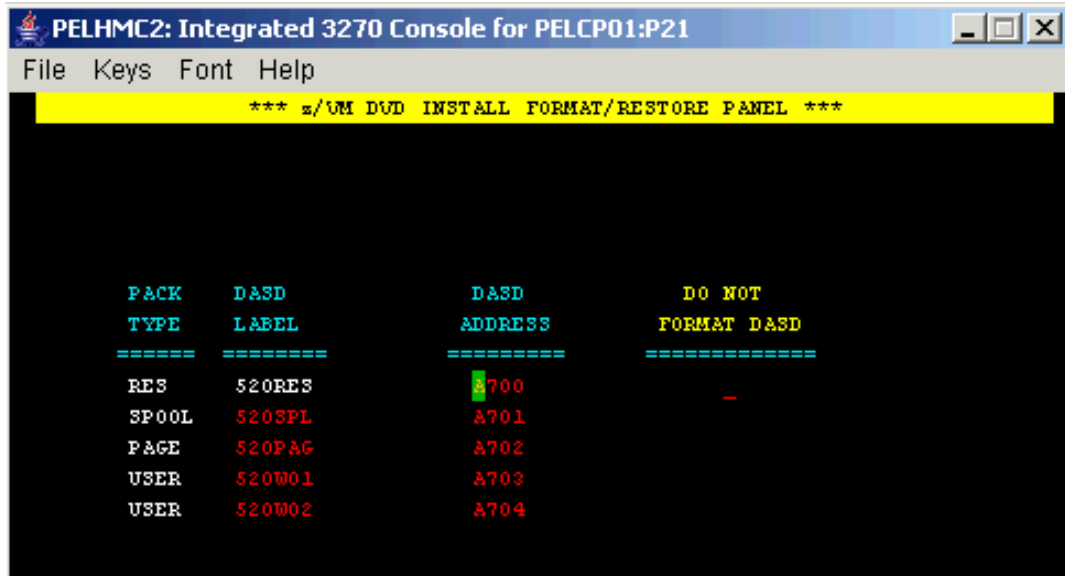 PELHMC2: Integrated 3270 Console for PELCP01:P21
File Keys Font Help
*** z/VM DVD INSTALL FORMAT/RESTORE PANEL ***
PACK DASD DASD DO NOT
TYPE LABEL ADDRESS FORMAT DASD
====== ======== ========= =============
RES 520RES A700 _
SPOOL 520SPL A701
PAGE 520PAG A702
USER 520W01 A703
USER 520W02 A704